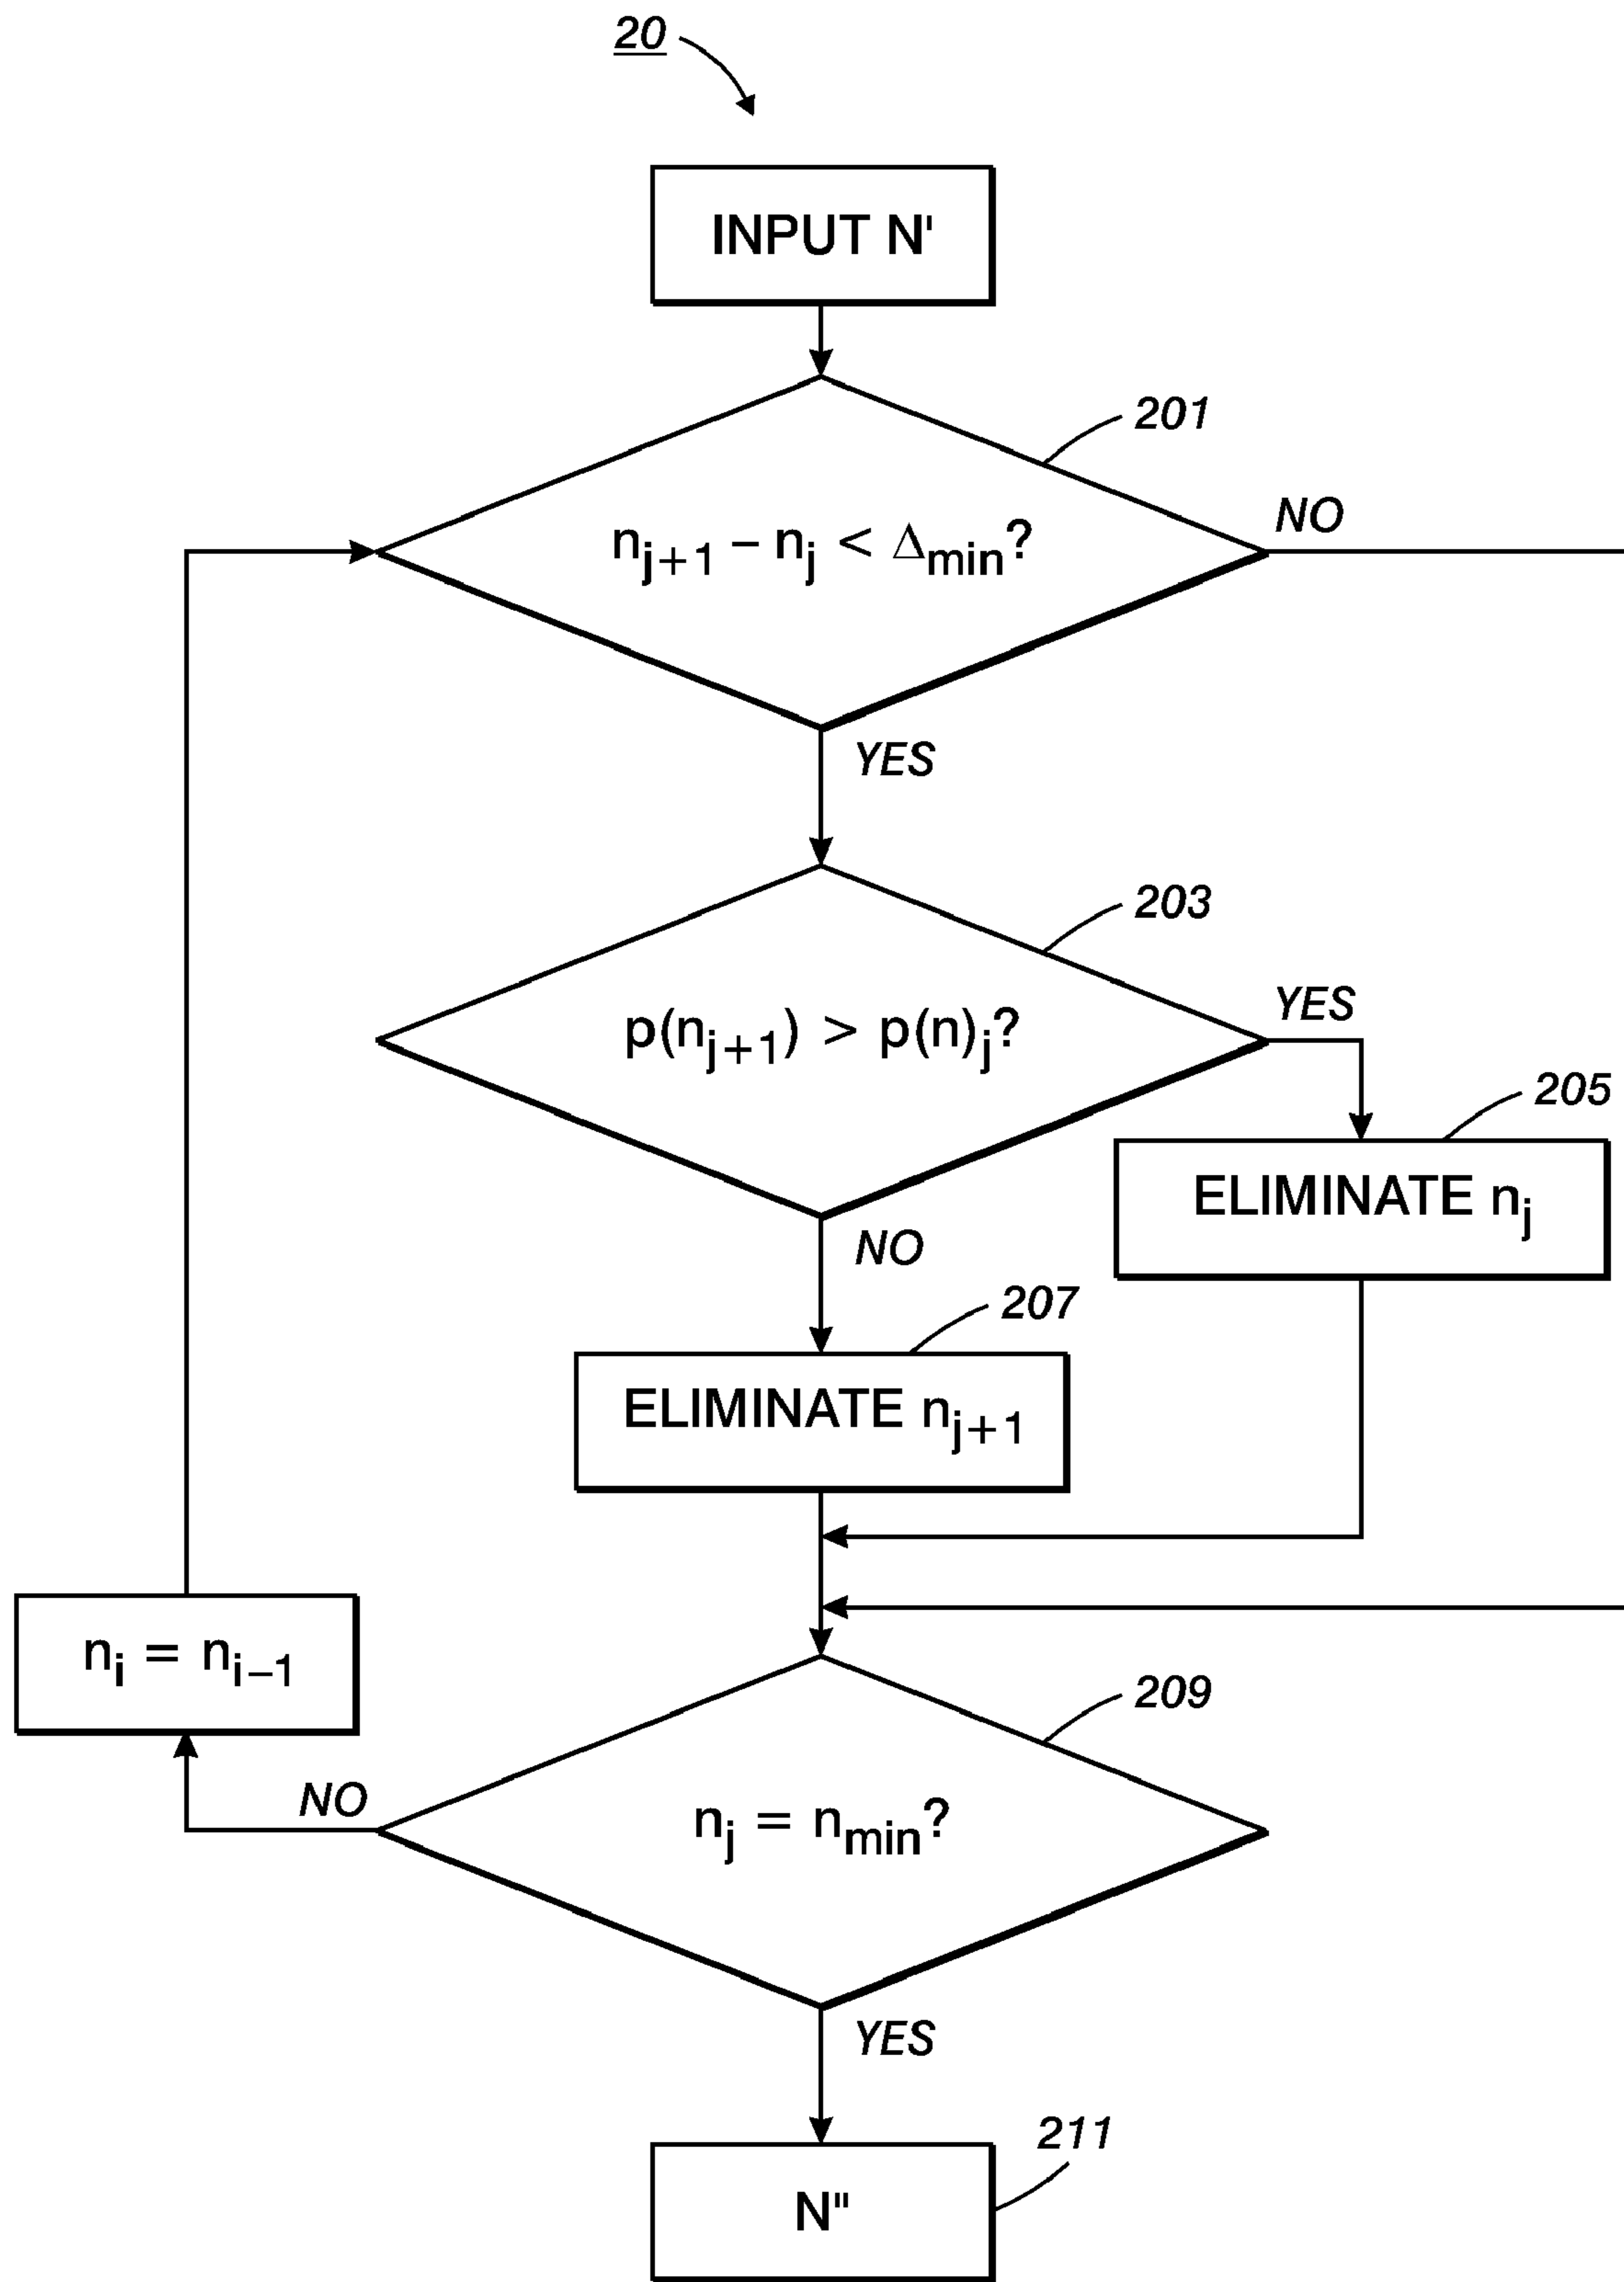 20
INPUT N'
201
n_{j+1} – n_j < Δ_min?
NO
YES
203
p(n_{j+1}) > p(n)_j?
YES
205
ELIMINATE n_j
NO
207
ELIMINATE n_{j+1}
n_i = n_{i–1}
209
NO
n_j = n_min?
YES
211
N"